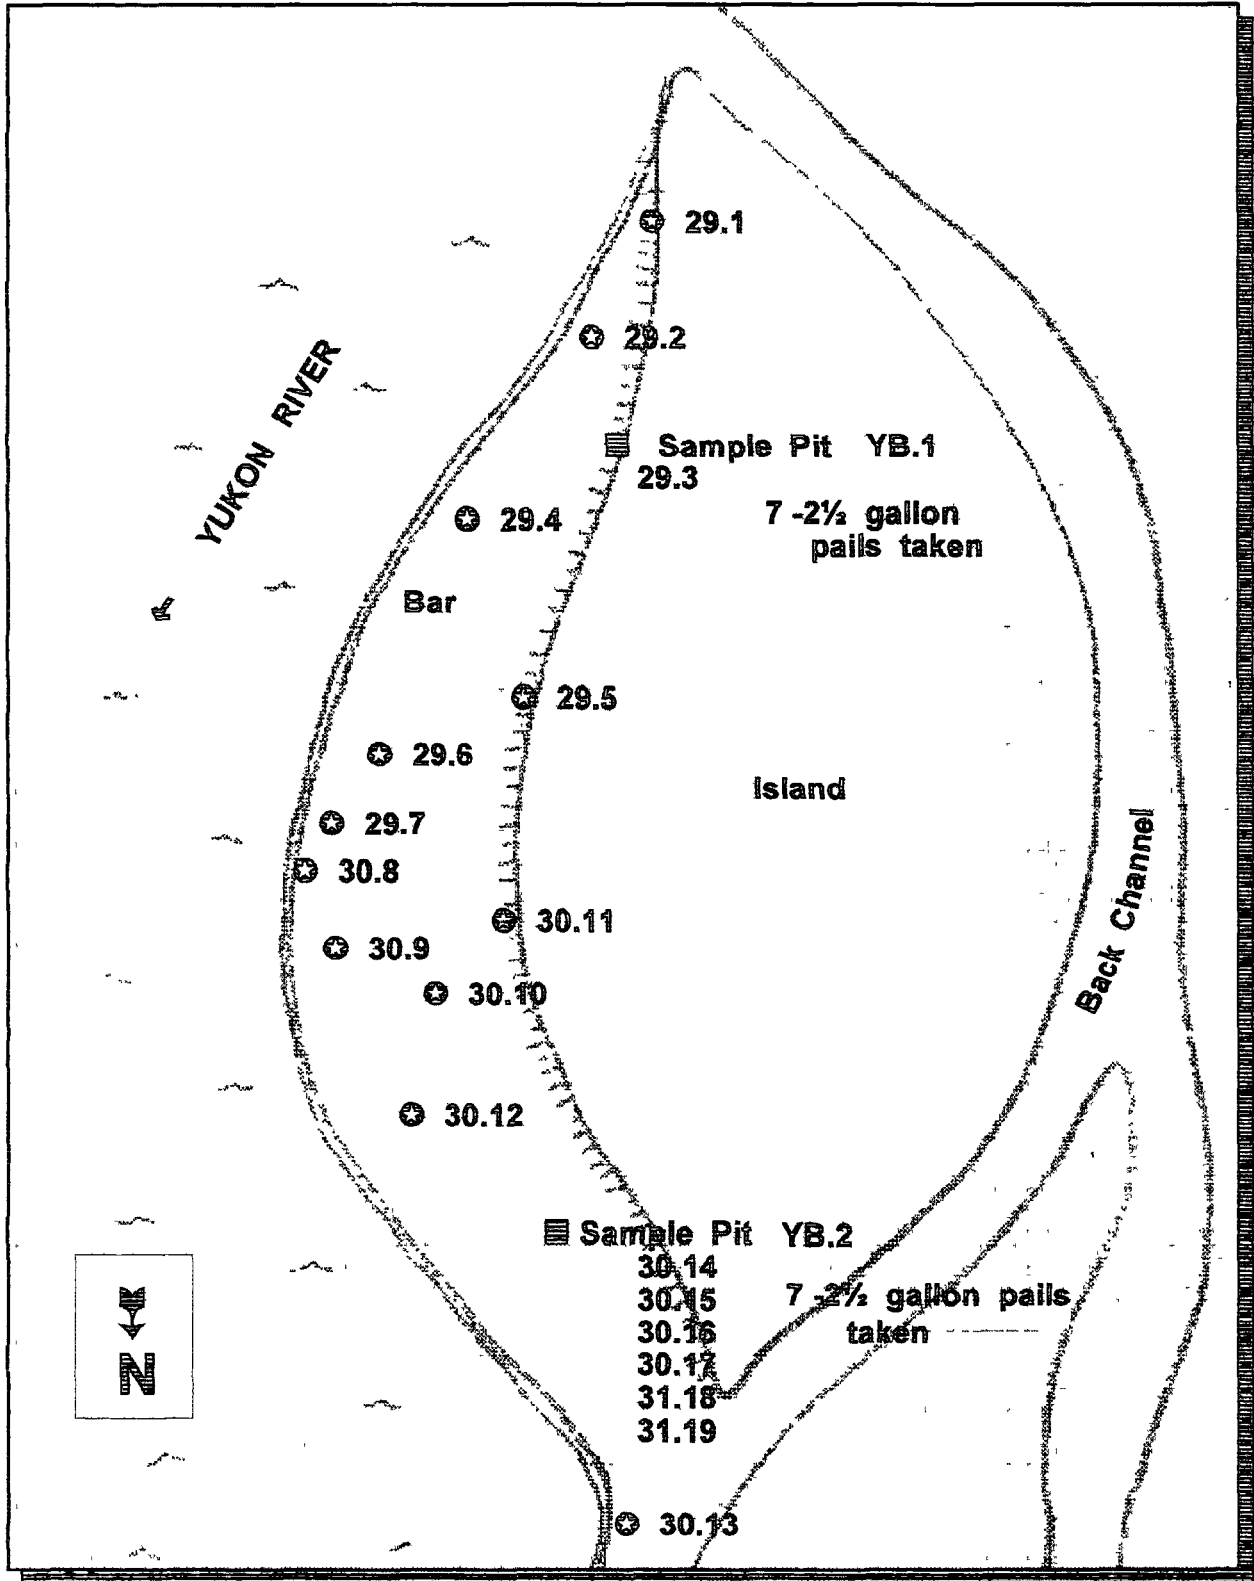 29.1
29.2
YUKON RIVER
Sample Pit YB.1
29.3
7 -2½ gallon
pails taken
29.4
Bar
29.5
29.6
Island
29.7
30.8
Back Channel
30.11
30.9
30.10
30.12
Sample Pit YB.2
30.14
30.15
30.16
30.17
31.18
31.19
7 -2½ gallon pails
taken
N
30.13